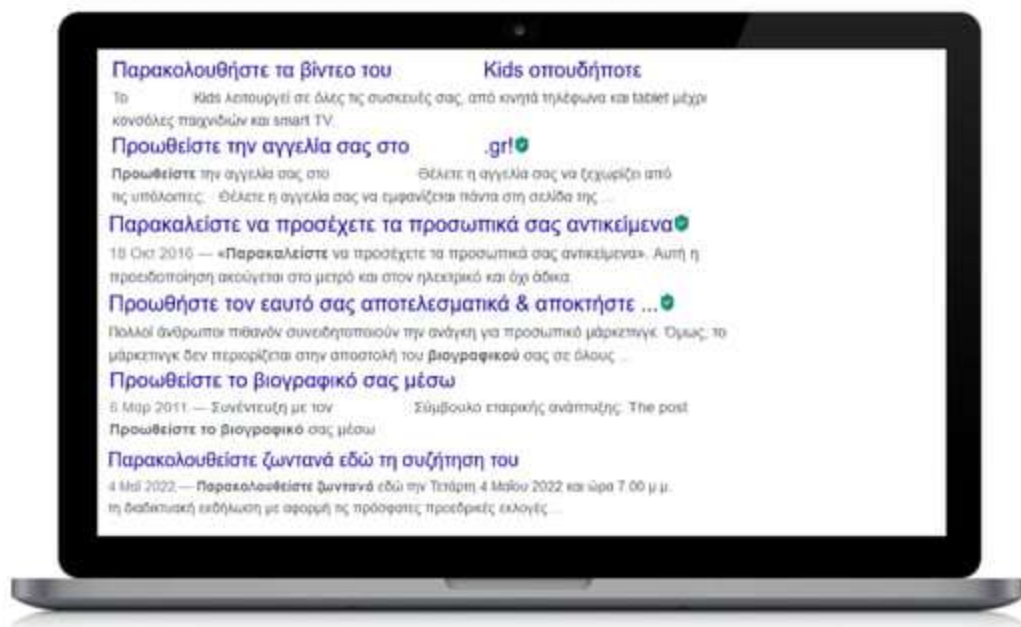 Παρακολουθήστε τα βίντεο του Kids οπουδήποτε
Το Kids λειτουργεί σε όλες τις συσκευές σας, από κινητά τηλέφωνα και tablet μέχρι
κονσόλες παιχνιδιών και smart TV.
Προωθείστε την αγγελία σας στο .gr!
Προωθείστε την αγγελία σας στο Θέλετε η αγγελία σας να ξεχωρίζει από
τις υπόλοιπες; Θέλετε η αγγελία σας να εμφανίζεται πάντα στη σελίδα της ...
Παρακαλείστε να προσέχετε τα προσωπικά σας αντικείμενα
18 Οκτ 2016 — «Παρακαλείστε να προσέχετε τα προσωπικά σας αντικείμενα». Αυτή η
προειδοποίηση ακούγεται στο μετρό και στον ηλεκτρικό και όχι άδικα.
Προωθήστε τον εαυτό σας αποτελεσματικά & αποκτήστε ...
Πολλοί άνθρωποι πιθανόν συνειδητοποιούν την ανάγκη για προσωπικό μάρκετινγκ. Όμως, το
μάρκετινγκ δεν περιορίζεται στην αποστολή του βιογραφικού σας σε όλους ...
Προωθείστε το βιογραφικό σας μέσω
6 Μαρ 2011 — Συνέντευξη με τον Σύμβουλο εταιρικής ανάπτυξης. The post
Προωθείστε το βιογραφικό σας μέσω
Παρακολουθείστε ζωντανά εδώ τη συζήτηση του
4 Μαΐ 2022 — Παρακολουθείστε ζωντανά εδώ την Τετάρτη 4 Μαΐου 2022 και ώρα 7.00 μ.μ.
τη διαδικτυακή εκδήλωση με αφορμή τις πρόσφατες προεδρικές εκλογές ...